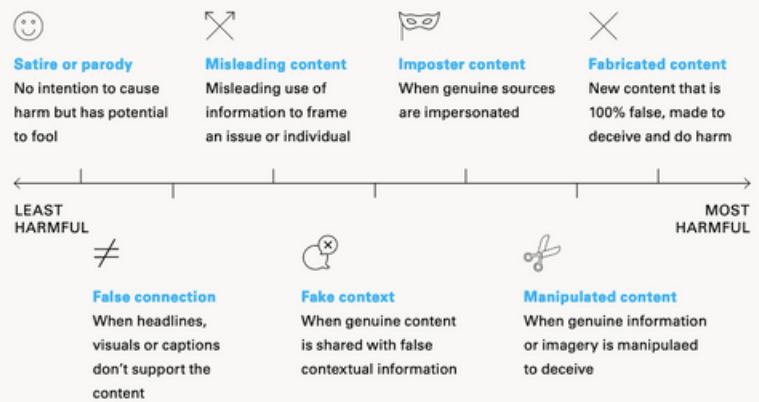 Satire or parody
No intention to cause
harm but has potential
to fool
Misleading content
Misleading use of
information to frame
an issue or individual
Imposter content
When genuine sources
are impersonated
Fabricated content
New content that is
100% false, made to
deceive and do harm
LEAST
HARMFUL
MOST
HARMFUL
False connection
When headlines,
visuals or captions
don't support the
content
Fake context
When genuine content
is shared with false
contextual information
Manipulated content
When genuine information
or imagery is manipulaed
to deceive